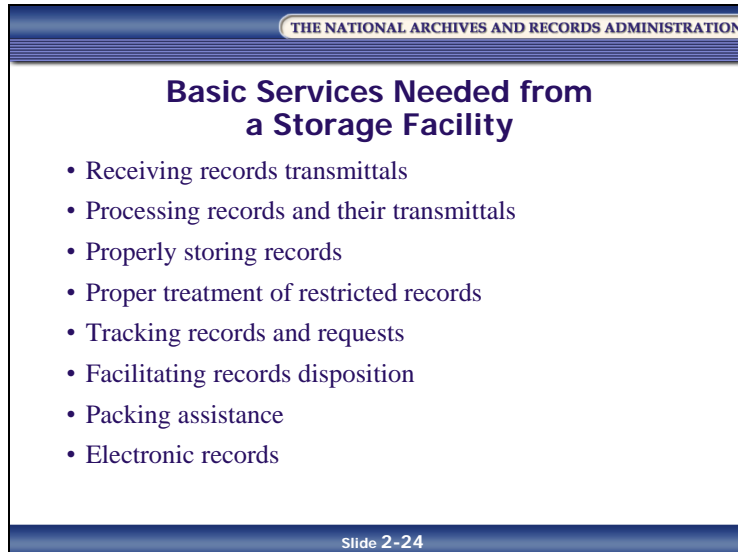 THE NATIONAL ARCHIVES AND RECORDS ADMINISTRATION
Basic Services Needed from
a Storage Facility
• Receiving records transmittals
• Processing records and their transmittals
• Properly storing records
• Proper treatment of restricted records
• Tracking records and requests
• Facilitating records disposition
• Packing assistance
• Electronic records
Slide 2-24